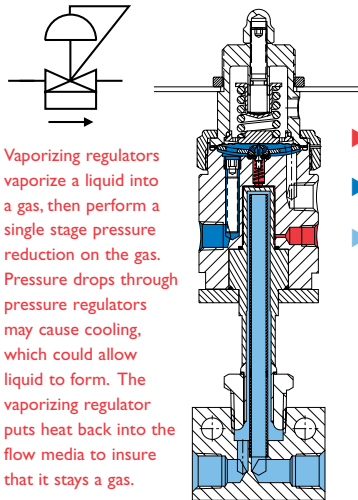 Vaporizing regulators
vaporize a liquid into
a gas, then perform a
single stage pressure
reduction on the gas.
Pressure drops through
pressure regulators
may cause cooling,
which could allow
liquid to form. The
vaporizing regulator
puts heat back into the
flow media to insure
that it stays a gas.